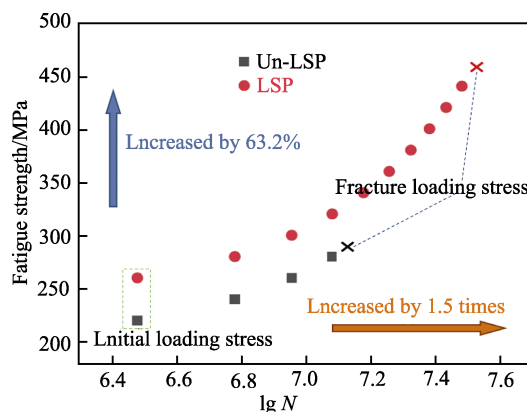 lg N
500
450
400
350
300
250
200
Fatigue strength/MPa
Un-LSP
LSP
Lncreased by 63.2%
Fracture loading stress
Lncreased by 1.5 times
Lnitial loading stress
6.4 6.6 6.8 7.0 7.2 7.4 7.6
lg N